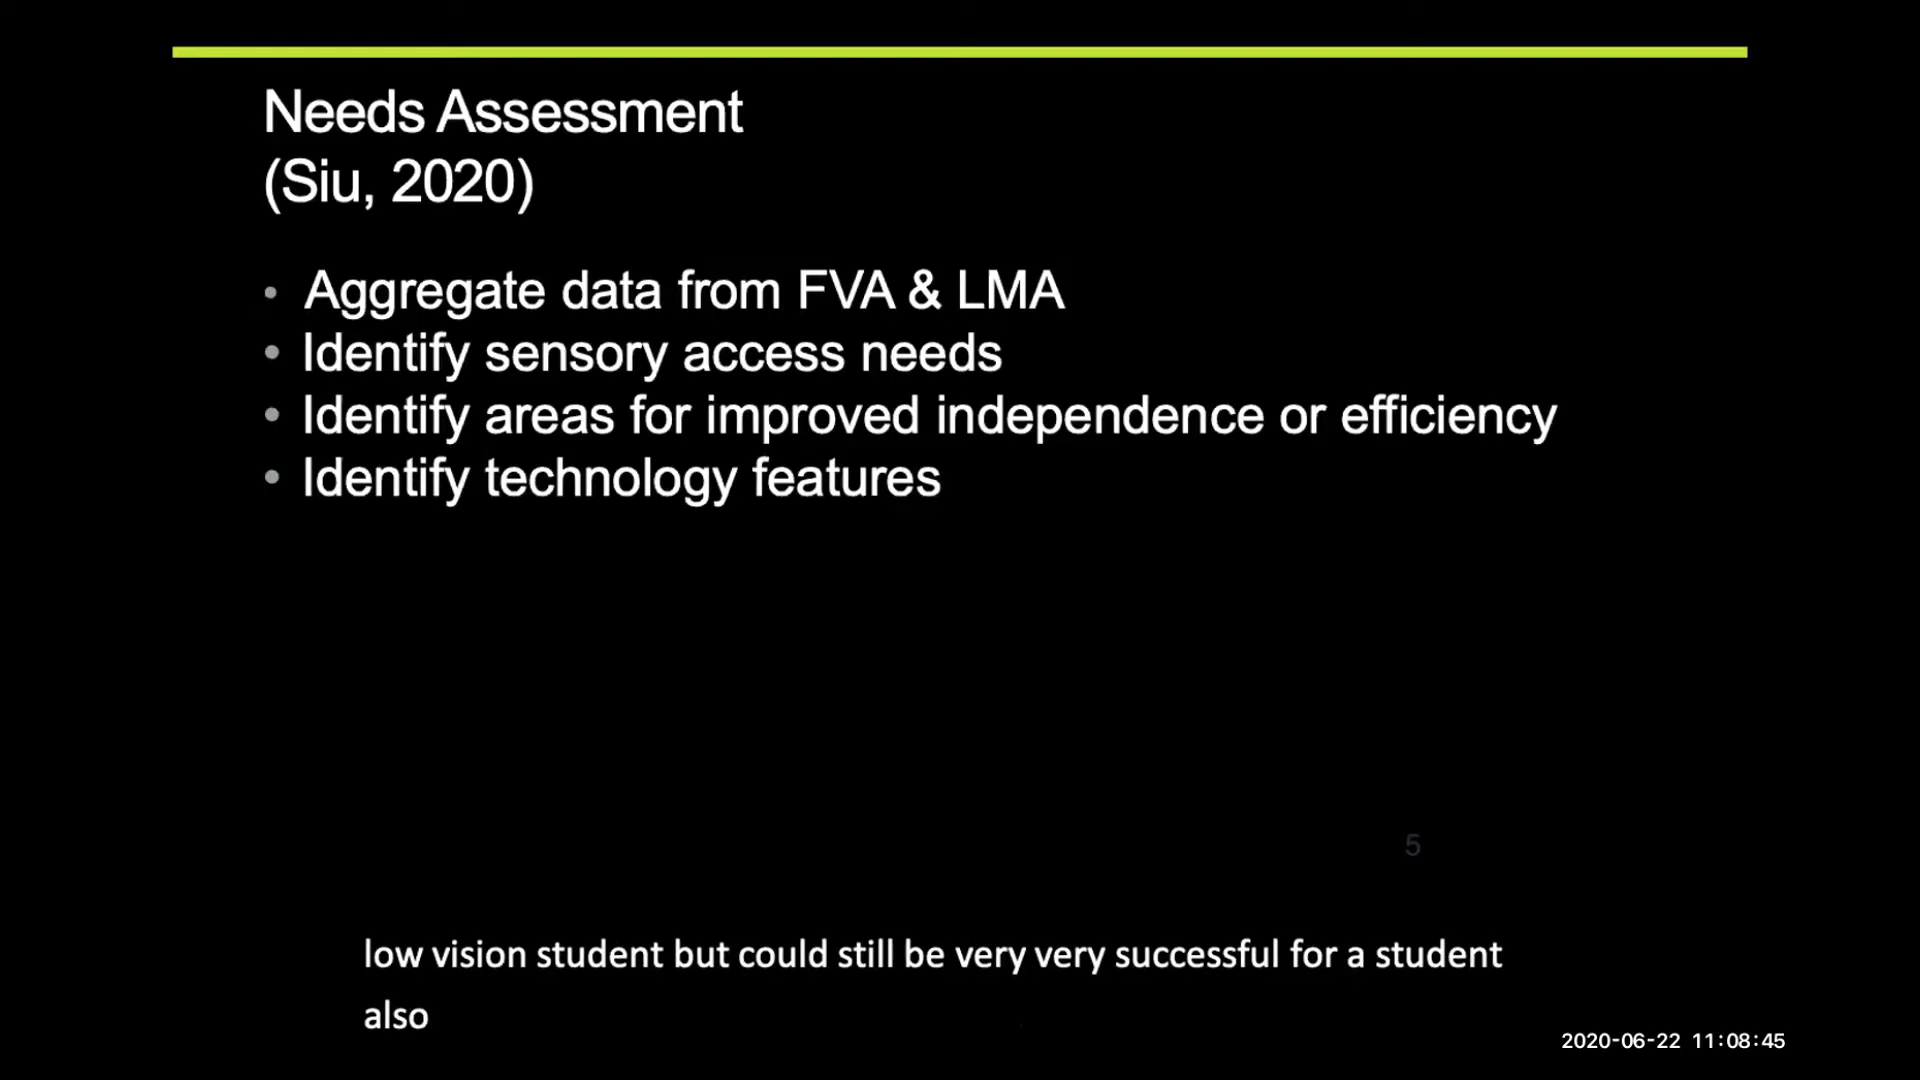 Needs Assessment
(Siu, 2020)
• Aggregate data from FVA & LMA
• Identify sensory access needs
• Identify areas for improved independence or efficiency
• Identify technology features
5
low vision student but could still be very very successful for a student
also
2020-06-22 11:08:45